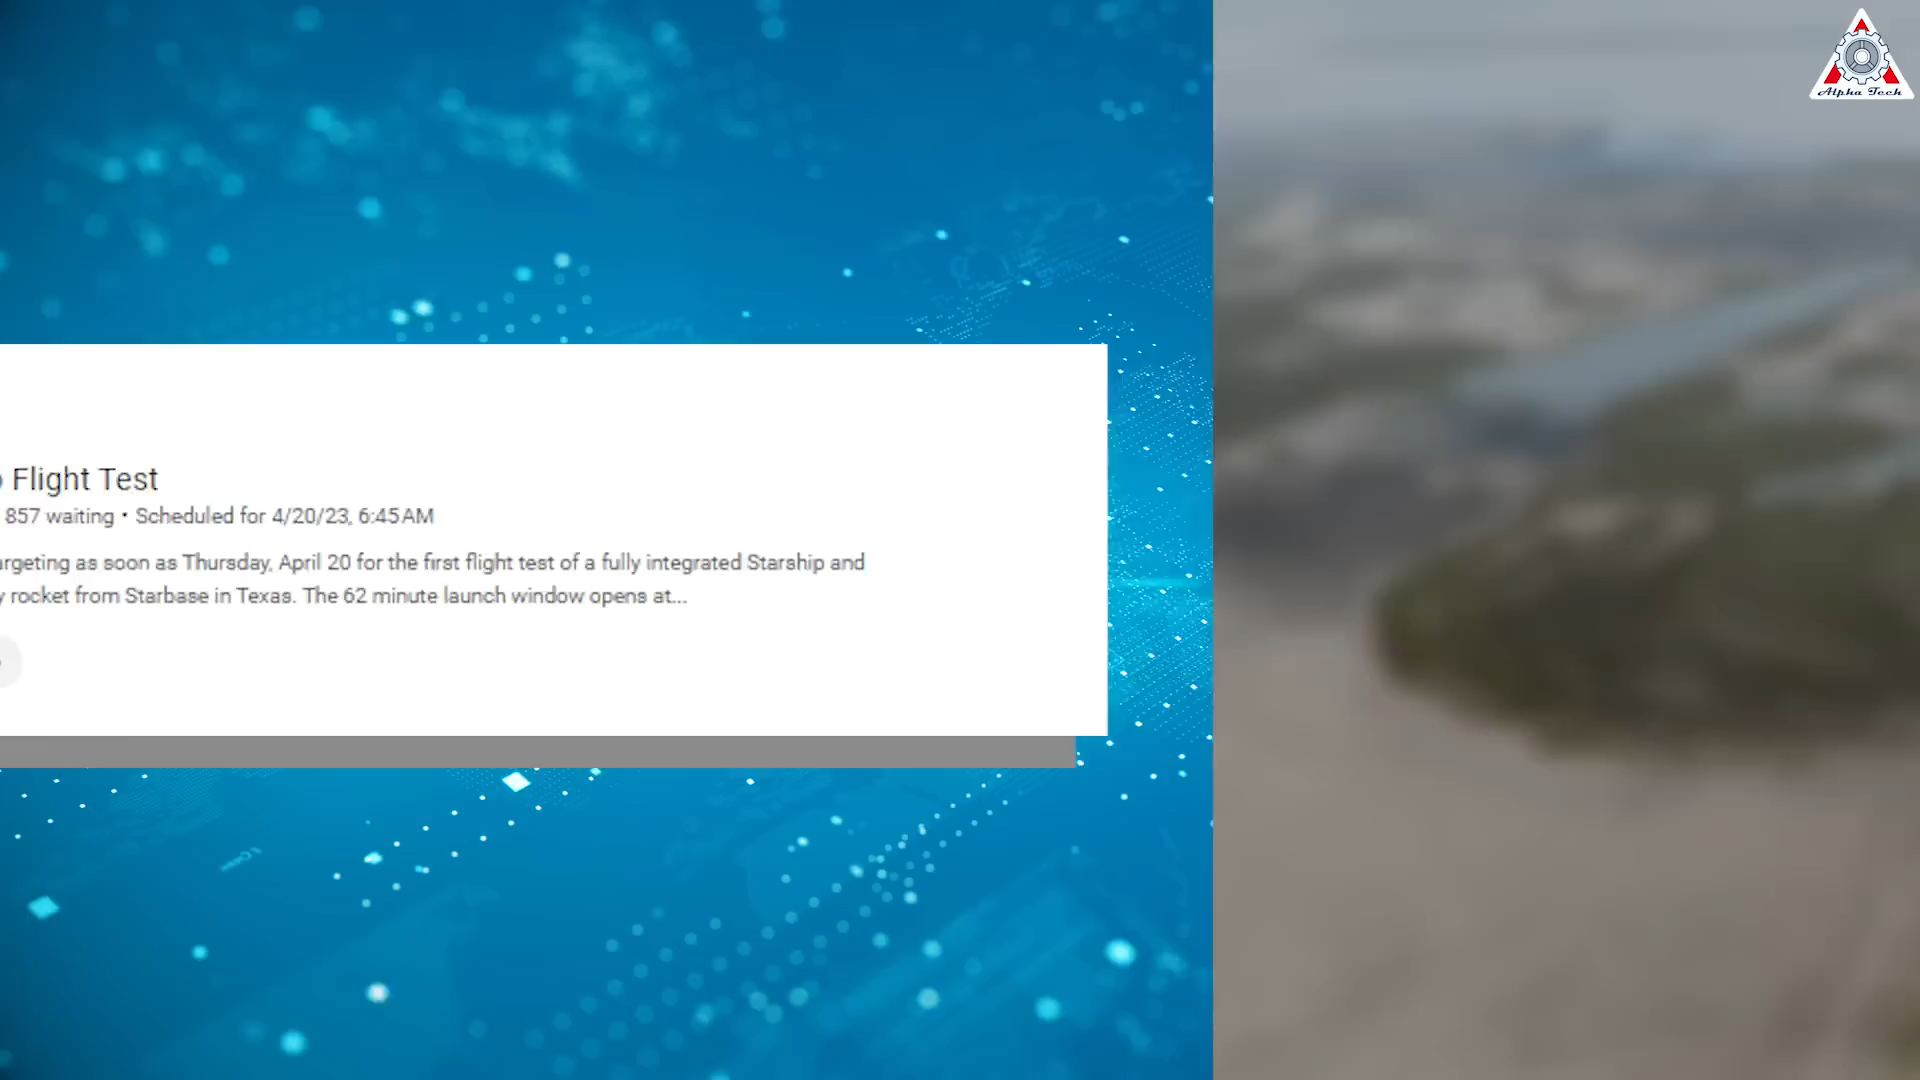 Flight Test
857 waiting • Scheduled for 4/20/23, 6:45 AM
as soon as Thursday, April 20 for the first flight test of a fully integrated Starship and
rocket from Starbase in Texas. The 62 minute launch window opens at...
Alpha Tech